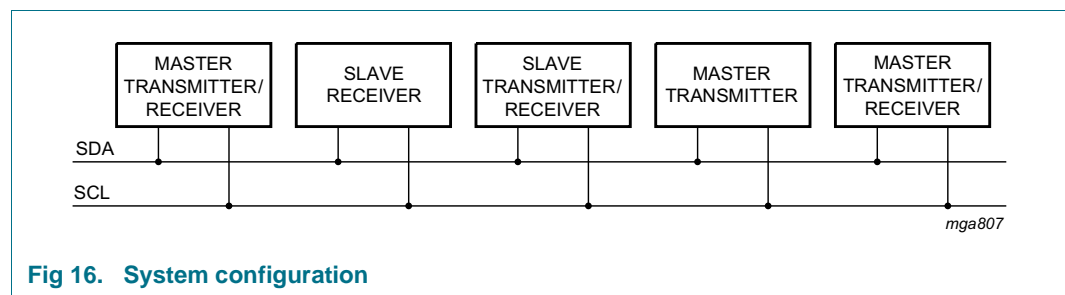 MASTER
TRANSMITTER/
RECEIVER
SLAVE
RECEIVER
SLAVE
TRANSMITTER/
RECEIVER
MASTER
TRANSMITTER
MASTER
TRANSMITTER/
RECEIVER
SDA
SCL
mga807
Fig 16. System configuration